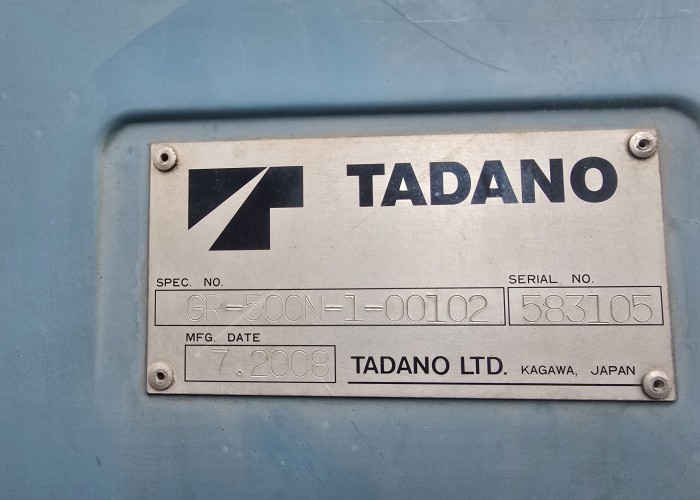 TADANO
SPEC. NO. SERIAL NO.
GR-500N-1-00102 583105
MFG. DATE
7.2008 TADANO LTD. KAGAWA, JAPAN